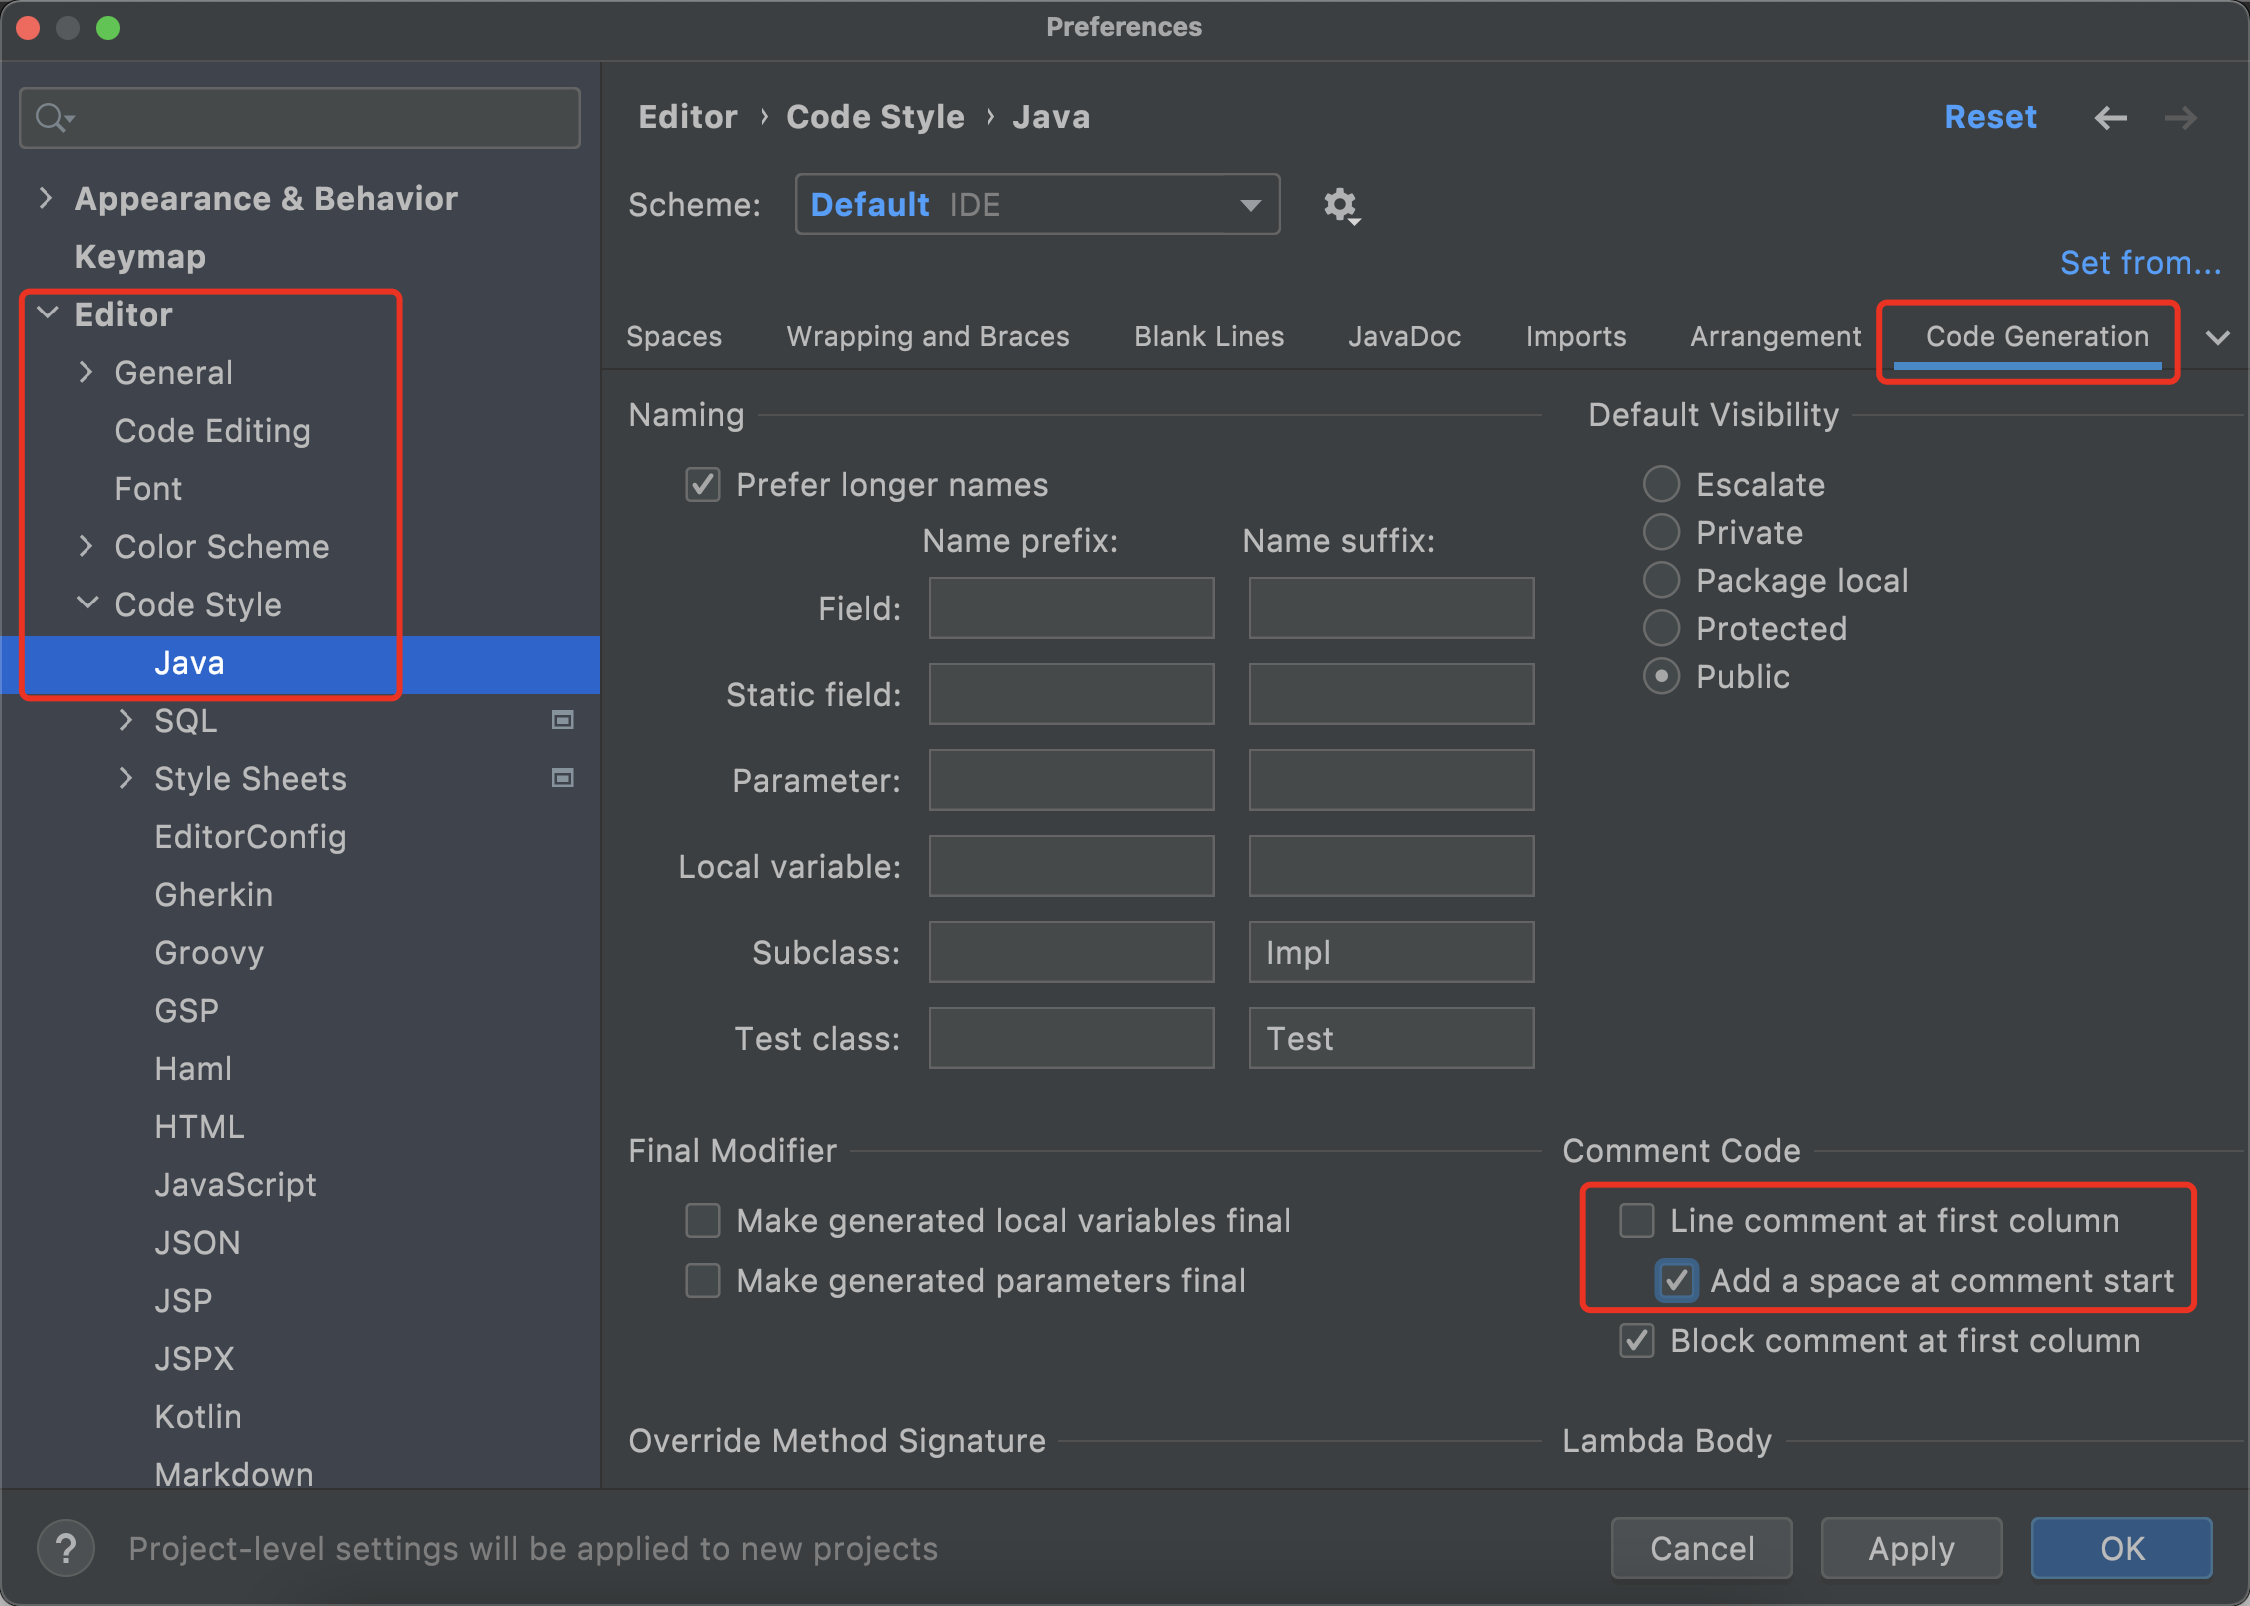 Preferences
Appearance & Behavior
Keymap
Editor
General
Code Editing
Font
Color Scheme
Code Style
Java
SQL
Style Sheets
EditorConfig
Gherkin
Groovy
GSP
Haml
HTML
JavaScript
JSON
JSP
JSPX
Kotlin
Markdown
Editor › Code Style › Java
Reset
Scheme: Default IDE
Set from...
Spaces Wrapping and Braces Blank Lines JavaDoc Imports Arrangement Code Generation
Naming
Prefer longer names
Name prefix: Name suffix:
Field:
Static field:
Parameter:
Local variable:
Subclass: Impl
Test class: Test
Default Visibility
Escalate
Private
Package local
Protected
Public
Final Modifier
Make generated local variables final
Make generated parameters final
Comment Code
Line comment at first column
Add a space at comment start
Block comment at first column
Override Method Signature
Lambda Body
? Project-level settings will be applied to new projects
Cancel Apply OK